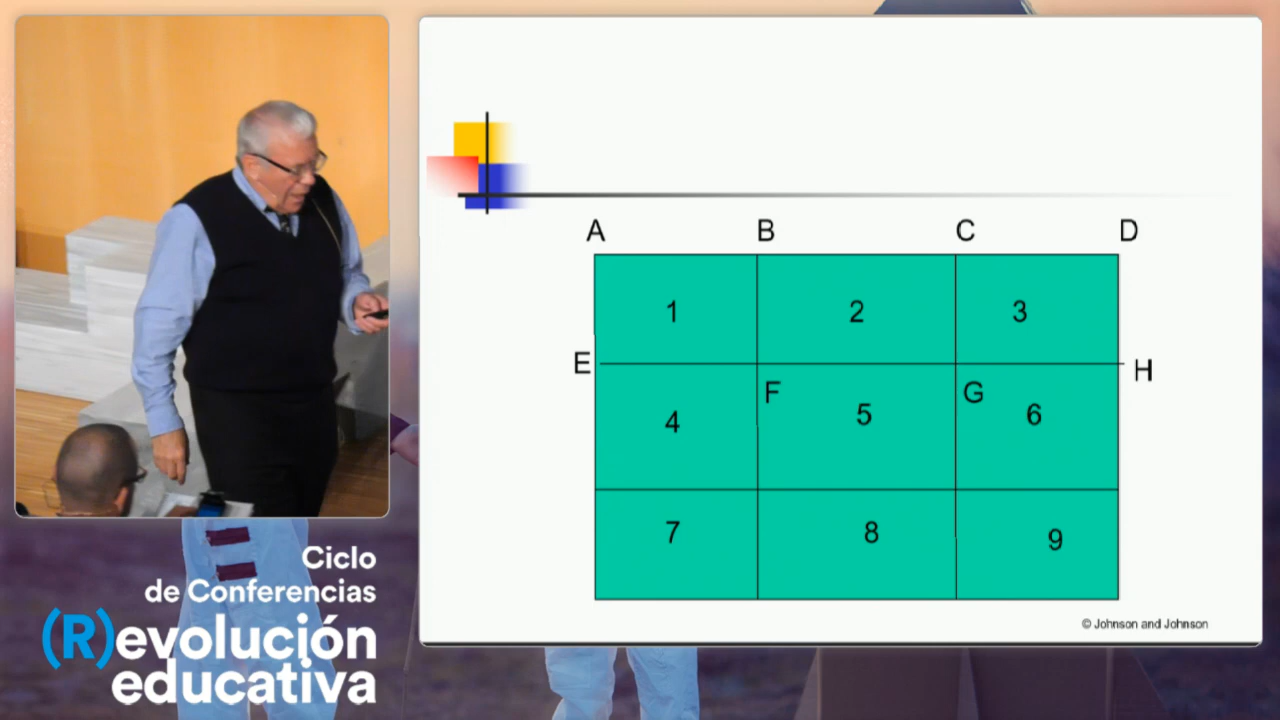 A B C D
1 2 3
E H
F G
4 5 6
7 8 9
© Johnson and Johnson
Ciclo
de Conferencias
(R)evolución
educativa